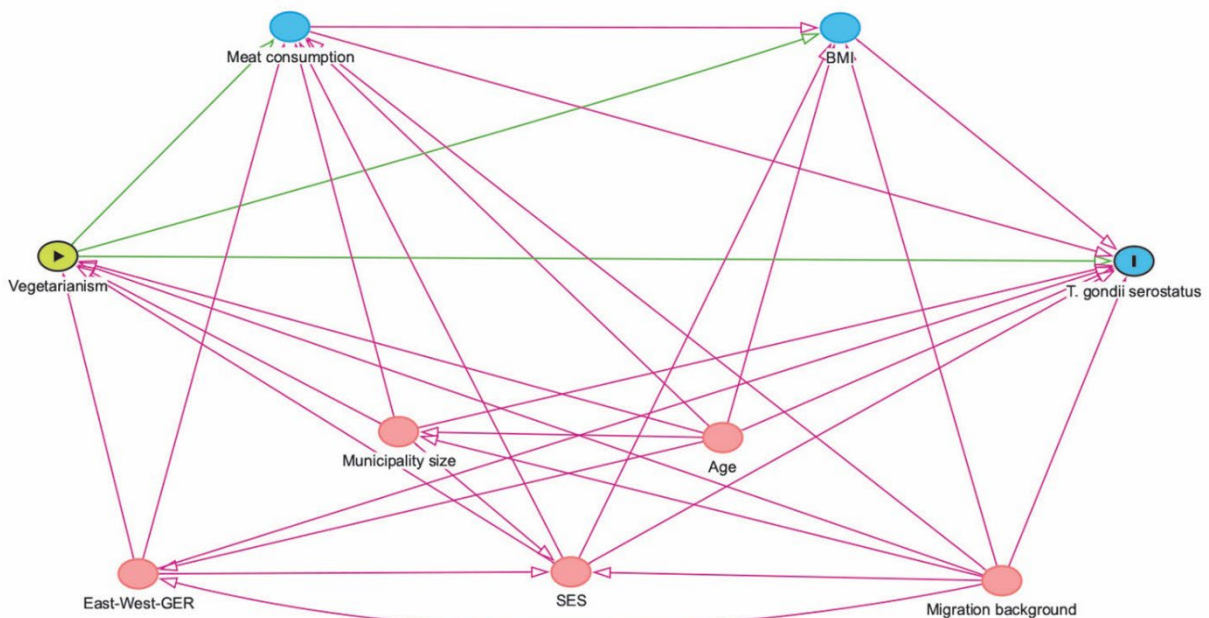 Meat consumption
BMI
Vegetarianism
T. gondii serostatus
Municipality size
Age
East-West-GER
SES
Migration background